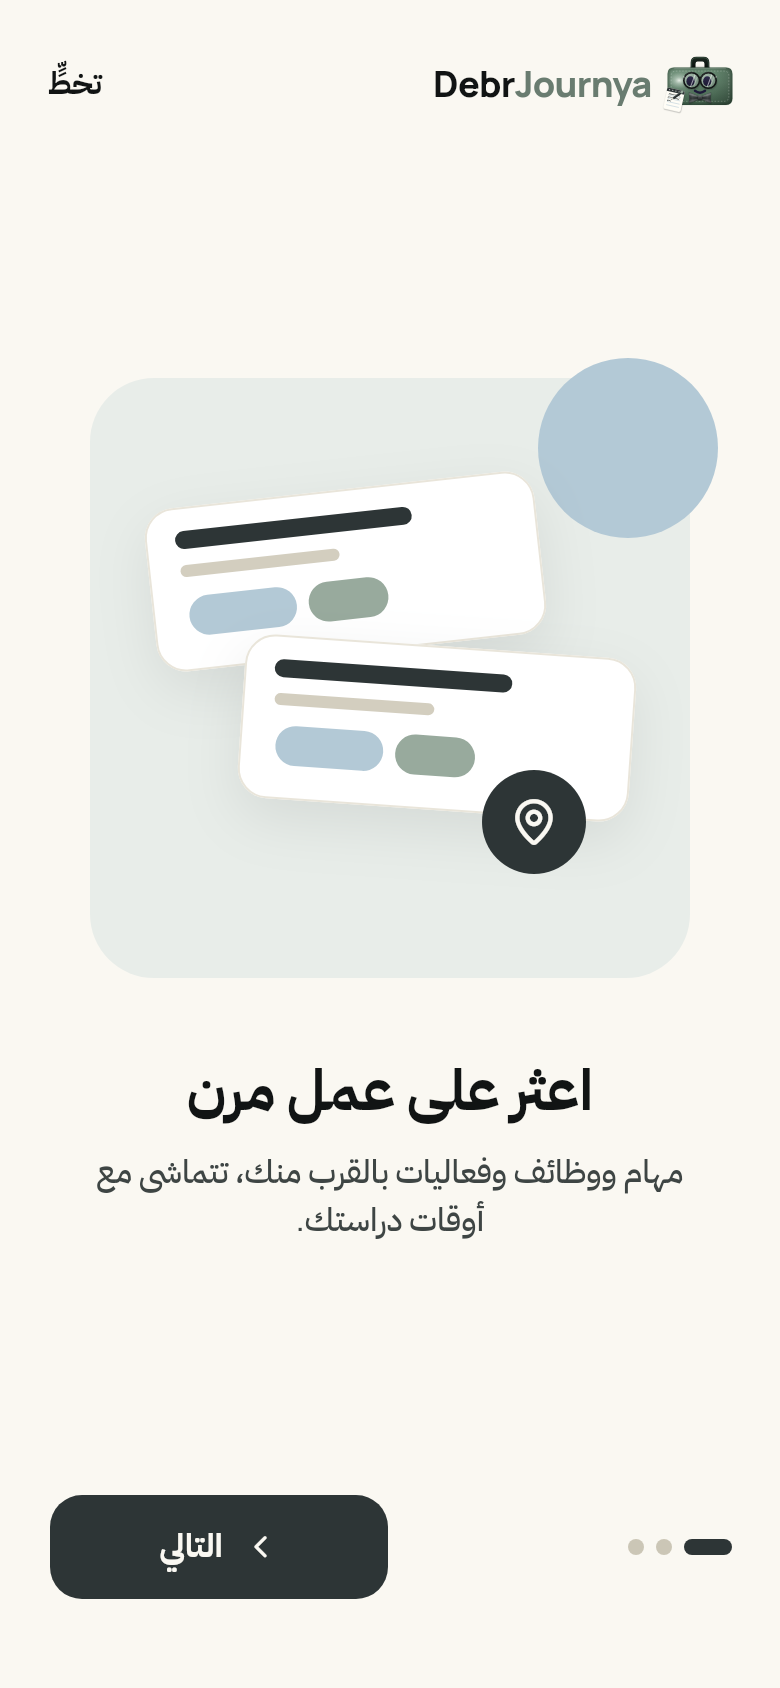 DebrJournya
تخطٍّ
اعثر على عمل مرن
مهام ووظائف وفعاليات بالقرب منك، تتماشى مع
أوقات دراستك.
التالي